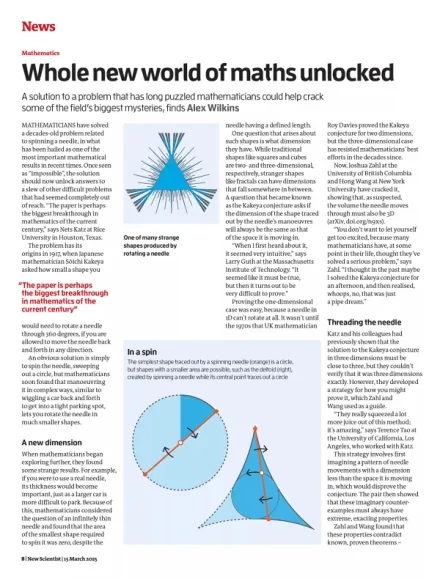 News
Mathematics
Whole new world of maths unlocked
A solution to a problem that has long puzzled mathematicians could help crack
some of the field's biggest mysteries, finds Alex Wilkins
MATHEMATICIANS have solved
a decades-old problem related
to spinning a needle, in what
has been hailed as one of the
most important mathematical
results in recent times. Once seen
as "impossible", the solution
should now unlock answers to
a slew of other difficult problems
that had seemed completely out
of reach. "The paper is perhaps
the biggest breakthrough in
mathematics of the current
century," says Nets Katz at Rice
University in Houston, Texas.
The problem has its
origins in 1917, when Japanese
mathematician Sōichi Kakeya
asked how small a shape you
"The paper is perhaps
the biggest breakthrough
in mathematics of the
current century"
would need to rotate a needle
through 360 degrees, if you are
allowed to move the needle back
and forth in any direction.
An obvious solution is simply
to spin the needle, sweeping
out a circle, but mathematicians
soon found that manoeuvring
it in complex ways, similar to
wiggling a car back and forth
to get into a tight parking spot,
lets you rotate the needle in
much smaller shapes.
A new dimension
When mathematicians began
exploring further, they found
some strange results. For example,
if you were to use a real needle,
its thickness would become
important, just as a larger car is
more difficult to park. Because of
this, mathematicians considered
the question of an infinitely thin
needle and found that the area
of the smallest shape required
to spin it was zero, despite the
One of many strange
shapes produced by
rotating a needle
needle having a defined length.
One question that arises about
such shapes is what dimension
they have. While traditional
shapes like squares and cubes
are two- and three-dimensional,
respectively, stranger shapes
like fractals can have dimensions
that fall somewhere in between.
A question that became known
as the Kakeya conjecture asks if
the dimension of the shape traced
out by the needle's manoeuvres
will always be the same as that
of the space it is moving in.
"When I first heard about it,
it seemed very intuitive," says
Larry Guth at the Massachusetts
Institute of Technology. "It
seemed like it must be true,
but then it turns out to be
very difficult to prove."
Proving the one-dimensional
case was easy, because a needle in
1D can't rotate at all. It wasn't until
the 1970s that UK mathematician
Roy Davies proved the Kakeya
conjecture for two dimensions,
but the three-dimensional case
has resisted mathematicians' best
efforts in the decades since.
Now, Joshua Zahl at the
University of British Columbia
and Hong Wang at New York
University have cracked it,
showing that, as suspected,
the volume the needle moves
through must also be 3D
"You don't want to let yourself
get too excited, because many
mathematicians have, at some
point in their life, thought they've
solved a serious problem," says
Zahl. "I thought in the past maybe
I solved the Kakeya conjecture for
an afternoon, and then realised,
whoops, no, that was just
a pipe dream."
Threading the needle
Katz and his colleagues had
previously shown that the
solution to the Kakeya conjecture
in three dimensions must be
close to three, but they couldn't
verify that it was three dimensions
exactly. However, they developed
a strategy for how you might
prove it, which Zahl and
Wang used as a guide.
"They really squeezed a lot
more juice out of this method;
it's amazing," says Terence Tao at
the University of California, Los
Angeles, who worked with Katz.
This strategy involves first
imagining a pattern of needle
movements with a dimension
less than the space it is moving
in, which would disprove the
conjecture. The pair then showed
that these imaginary counter-
examples must always have
extreme, exacting properties.
Zahl and Wang found that
these properties contradict
known, proven theorems –
In a spin
The simplest shape traced out by a spinning needle (orange) is a circle,
but shapes with a smaller area are possible, such as the deltoid (right),
created by spinning a needle while its central point traces out a circle
8 | New Scientist | 15 March 2025